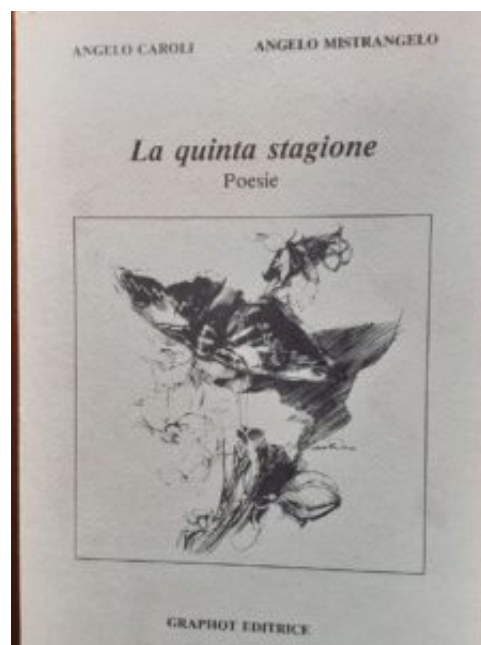 ANGELO CAROLI ANGELO MISTRANGELO
La quinta stagione
Poesie
GRAPHOT EDITRICE